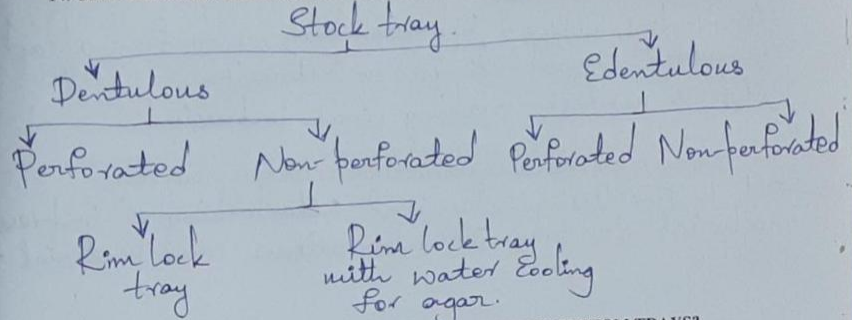 Stock tray.
Dentulous
Edentulous
Perforated
Non-perforated
Perforated
Non-perforated
Rim lock
tray
Rim lock tray
with water cooling
for agar.